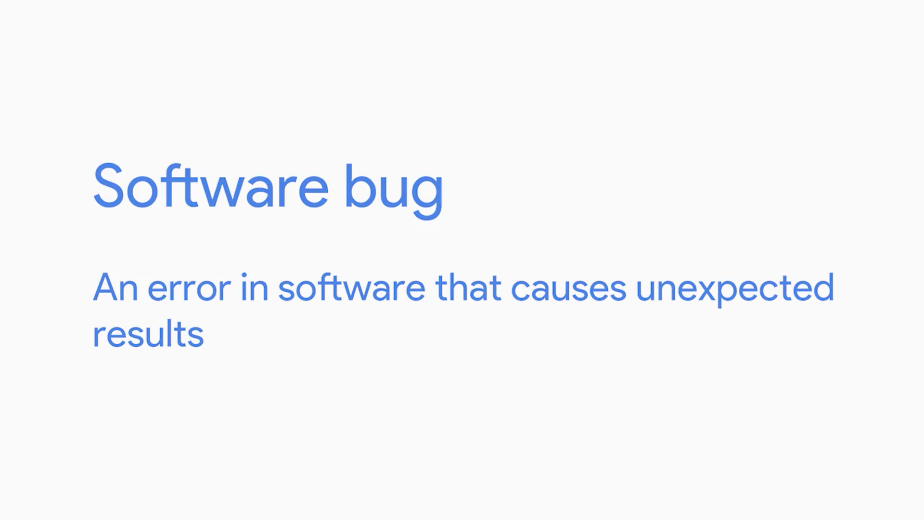 Software bug
An error in software that causes unexpected
results